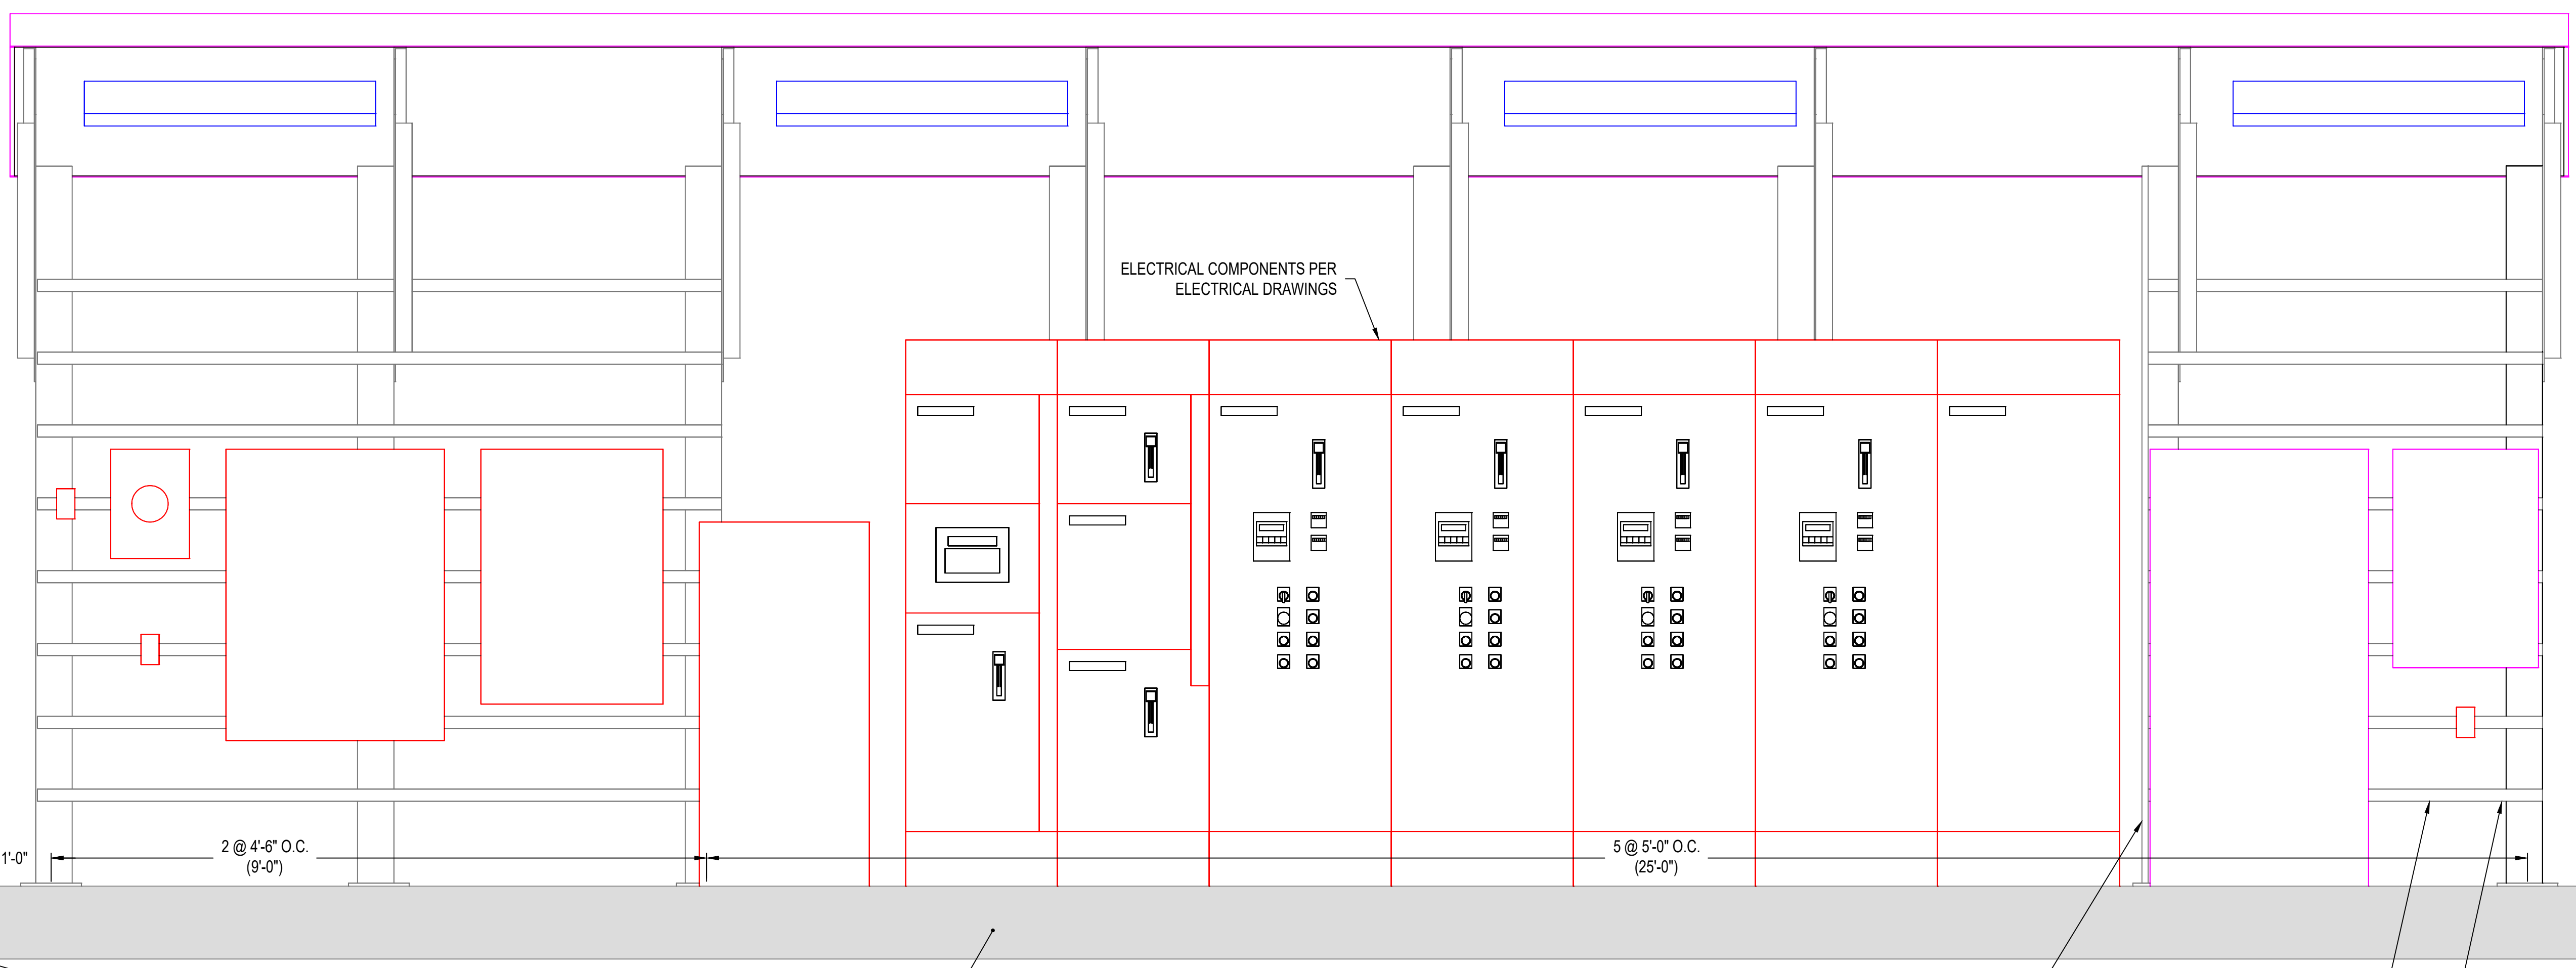 ELECTRICAL COMPONENTS PER
ELECTRICAL DRAWINGS
1'-0"
2 @ 4'-6" O.C.
(9'-0")
5 @ 5'-0" O.C.
(25'-0")